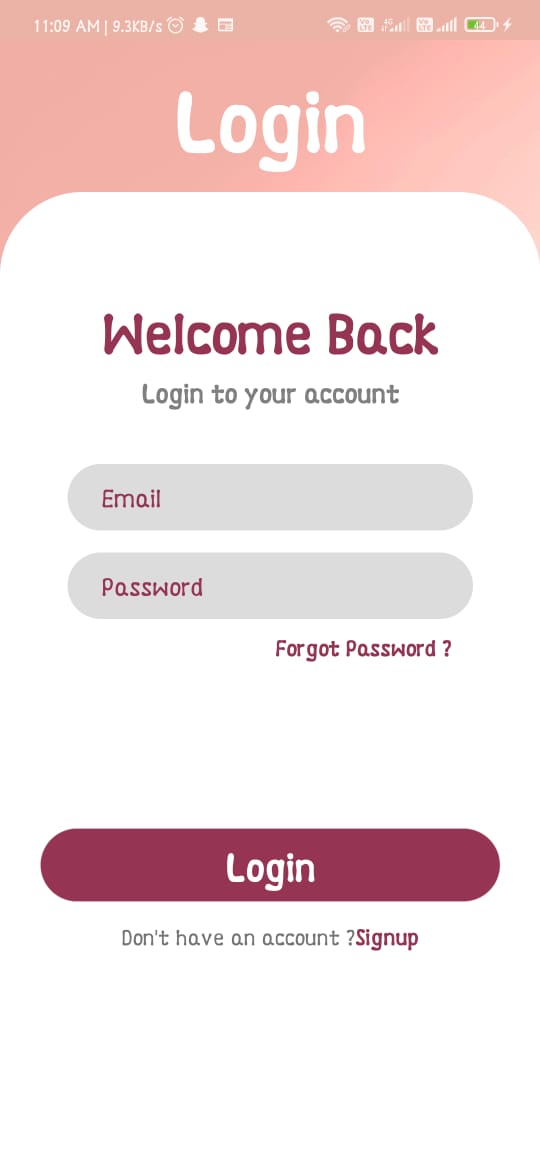 11:09 AM | 9.3KB/s
Login
Welcome Back
Login to your account
Email
Password
Forgot Password ?
Login
Don't have an account ?Signup